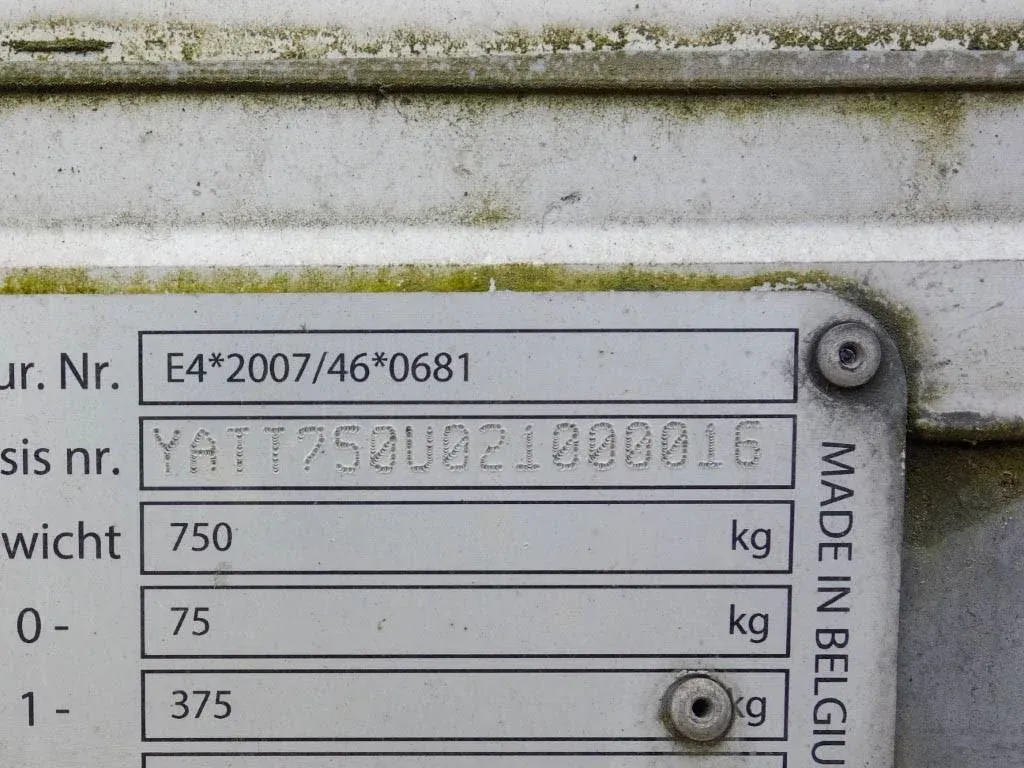 ur. Nr. E4*2007/46*0681
sis nr. YATT750U021000016
wicht 750 kg
0 - 75 kg
1 - 375 kg
MADE IN BELGIU